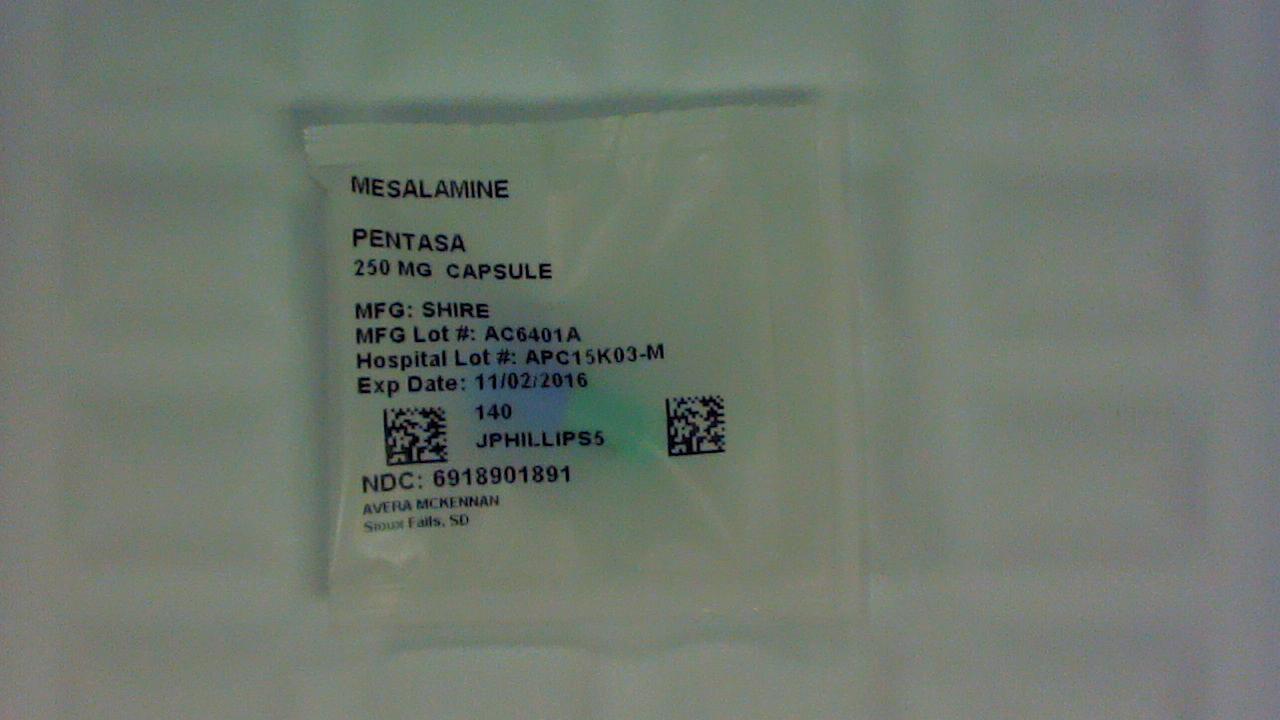 MESALAMINE
PENTASA
250 MG CAPSULE
MFG: SHIRE
MFG Lot #: AC6401A
Hospital Lot #: APC15K03-M
Exp Date: 11/02/2016
140
JPHILLIPS5
NDC: 6918901891
AVERA MCKENNAN
Sioux Falls, SD